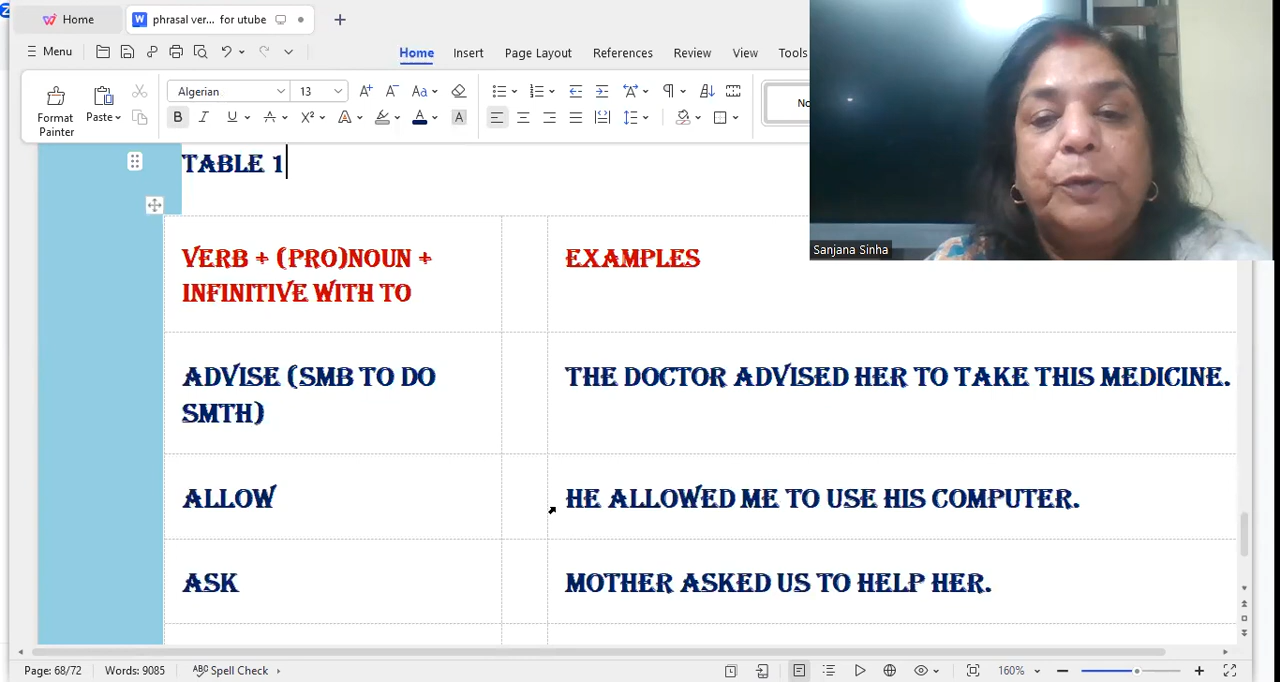 Home
phrasal ver... for utube
Menu
Home Insert Page Layout References Review View Tools
Format Painter
Paste
Algerian 13
TABLE 1
VERB + (PRO)NOUN +
INFINITIVE WITH TO
EXAMPLES
ADVISE (SMB TO DO
SMTH)
THE DOCTOR ADVISED HER TO TAKE THIS MEDICINE.
ALLOW
HE ALLOWED ME TO USE HIS COMPUTER.
ASK
MOTHER ASKED US TO HELP HER.
Sanjana Sinha
Page: 68/72 Words: 9085 Spell Check 160%